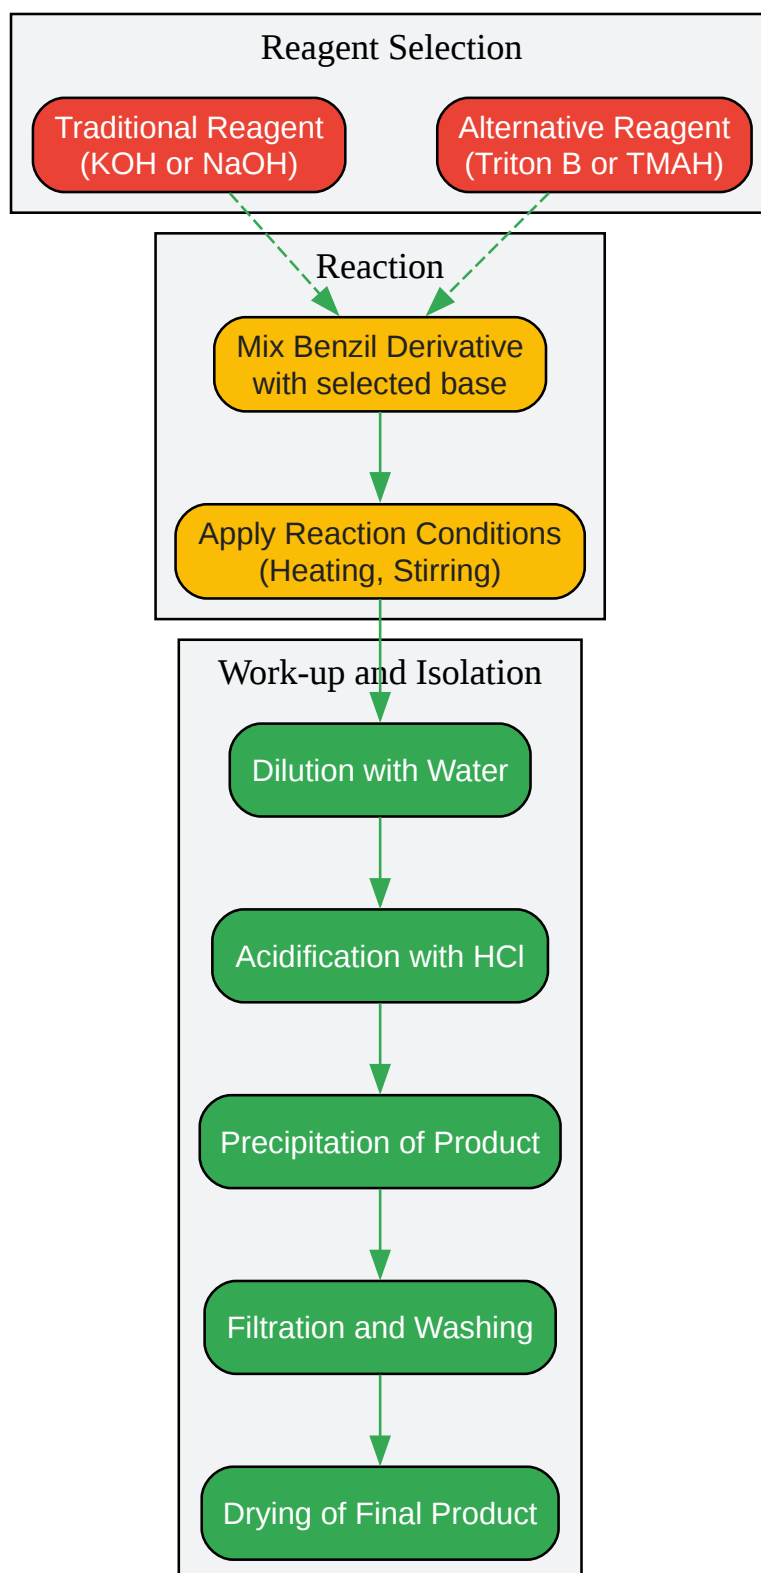 Reagent Selection
Traditional Reagent
(KOH or NaOH)
Alternative Reagent
(Triton B or TMAH)
Reaction
Mix Benzil Derivative
with selected base
Apply Reaction Conditions
(Heating, Stirring)
Work-up and Isolation
Dilution with Water
Acidification with HCl
Precipitation of Product
Filtration and Washing
Drying of Final Product